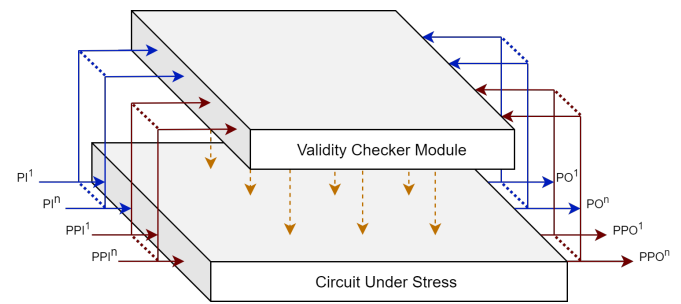 Validity Checker Module
PI¹
PIⁿ
PPI¹
PPIⁿ
PO¹
POⁿ
PPO¹
PPOⁿ
Circuit Under Stress